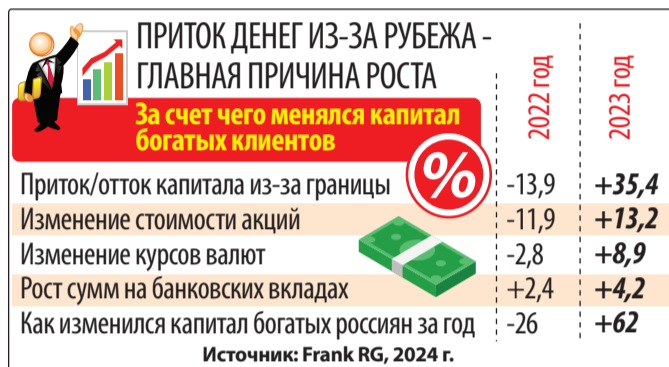 ПРИТОК ДЕНЕГ ИЗ-ЗА РУБЕЖА -
ГЛАВНАЯ ПРИЧИНА РОСТА
За счет чего менялся капитал
богатых клиентов
%
2022 год
2023 год
Приток/отток капитала из-за границы -13,9 +35,4
Изменение стоимости акций -11,9 +13,2
Изменение курсов валют -2,8 +8,9
Рост сумм на банковских вкладах +2,4 +4,2
Как изменился капитал богатых россиян за год -26 +62
Источник: Frank RG, 2024 г.